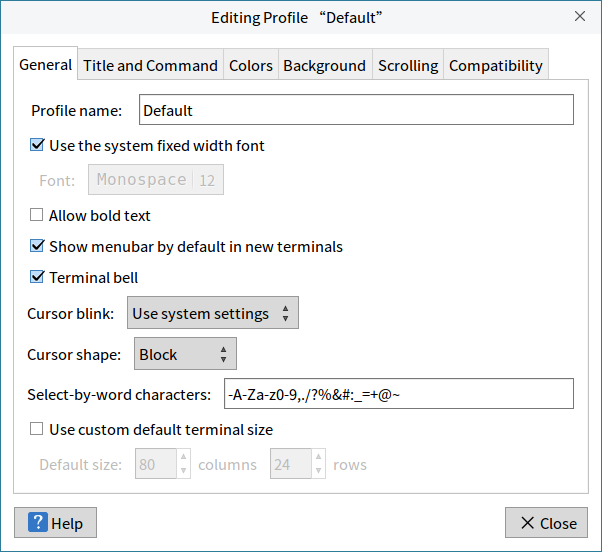 Editing Profile “Default”
General Title and Command Colors Background Scrolling Compatibility
Profile name: Default
Use the system fixed width font
Font: Monospace 12
Allow bold text
Show menubar by default in new terminals
Terminal bell
Cursor blink: Use system settings
Cursor shape: Block
Select-by-word characters: -A-Za-z0-9,./?%&#:_=+@~
Use custom default terminal size
Default size: 80 columns 24 rows
? Help Close